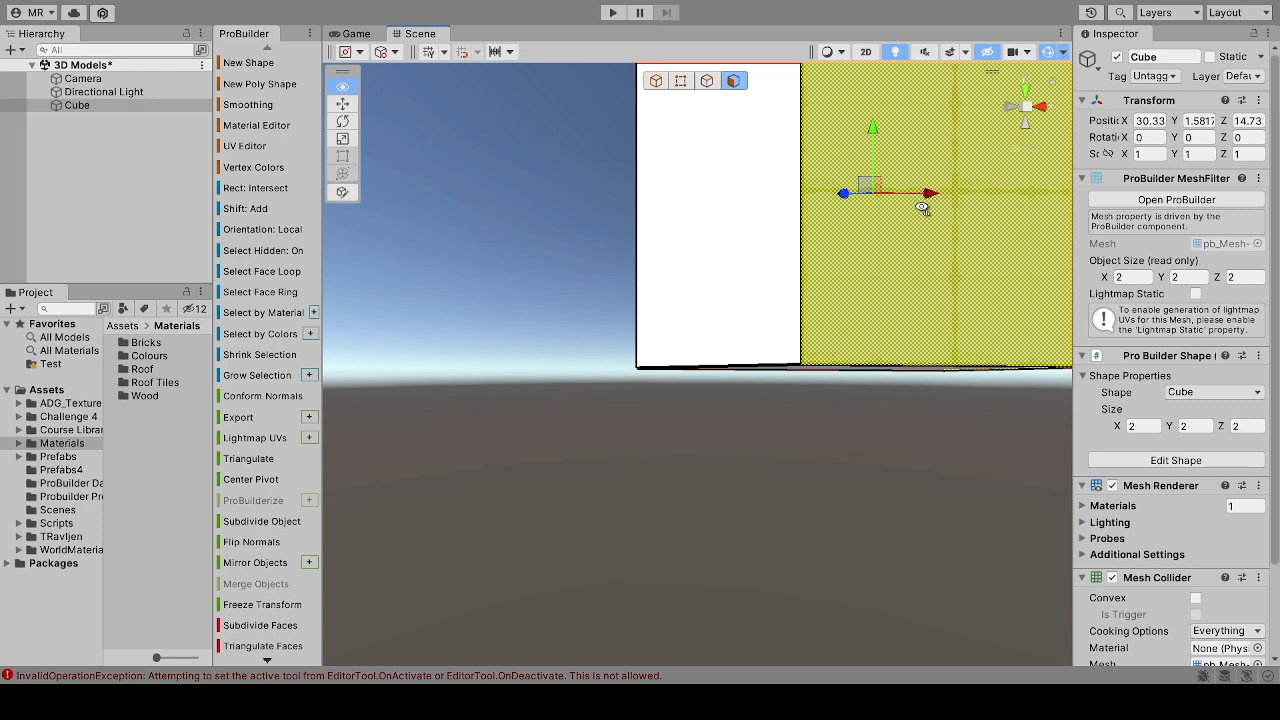 MR
Layers
Layout
Hierarchy
All
3D Models*
Camera
Directional Light
Cube
ProBuilder
New Shape
New Poly Shape
Smoothing
Material Editor
UV Editor
Vertex Colors
Rect: Intersect
Shift: Add
Orientation: Local
Select Hidden: On
Select Face Loop
Select Face Ring
Select by Material
Select by Colors
Shrink Selection
Grow Selection
Conform Normals
Export
Lightmap UVs
Triangulate
Center Pivot
ProBuilderize
Subdivide Object
Flip Normals
Mirror Objects
Merge Objects
Freeze Transform
Subdivide Faces
Triangulate Faces
Game
Scene
2D
Project
12
Favorites
All Models
All Materials
Test
Assets
ADG_Texture
Challenge 4
Course Librar
Materials
Prefabs
Prefabs4
ProBuilder Da
Probuilder Pr
Scenes
Scripts
TRavljen
WorldMateria
Packages
Assets > Materials
Bricks
Colours
Roof
Roof Tiles
Wood
Inspector
Cube
Static
Tag Untagg Layer Defau
Transform
Positi X 30.33 Y 1.5817 Z 14.73
Rotati X 0 Y 0 Z 0
Sc X 1 Y 1 Z 1
ProBuilder MeshFilter
Open ProBuilder
Mesh property is driven by the
ProBuilder component.
Mesh pb_Mesh-
Object Size (read only)
X 2 Y 2 Z 2
Lightmap Static
To enable generation of lightmap
UVs for this Mesh, please enable
the 'Lightmap Static' property.
Pro Builder Shape (
Shape Properties
Shape Cube
Size
X 2 Y 2 Z 2
Edit Shape
Mesh Renderer
Materials 1
Lighting
Probes
Additional Settings
Mesh Collider
Convex
Is Trigger
Cooking Options Everything
Material None (Phys
Mesh pb_Mesh-
InvalidOperationException: Attempting to set the active tool from EditorTool.OnActivate or EditorTool.OnDeactivate. This is not allowed.